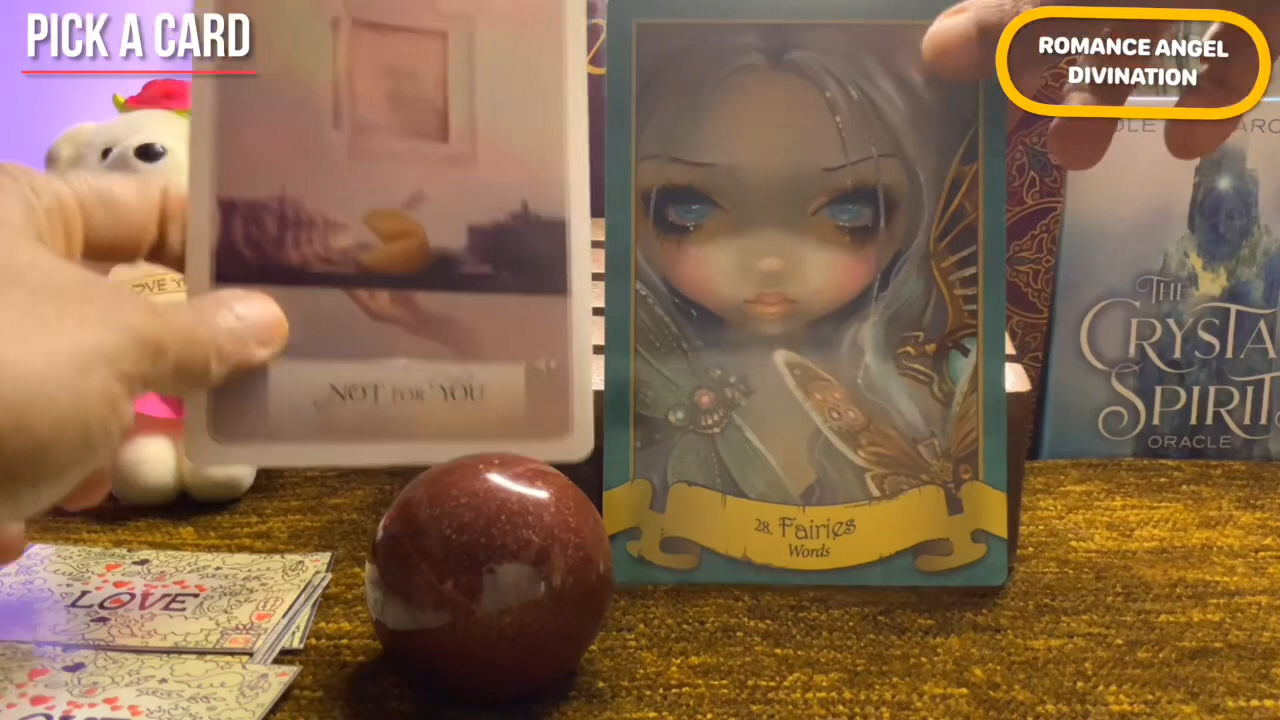 PICK A CARD
ROMANCE ANGEL
DIVINATION
NOT FOR YOU
28. Fairies
Words
THE
CRYSTA
SPIRIT
ORACLE
LOVE